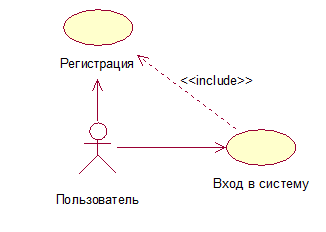 Регистрация
<<include>>
Вход в систему
Пользователь